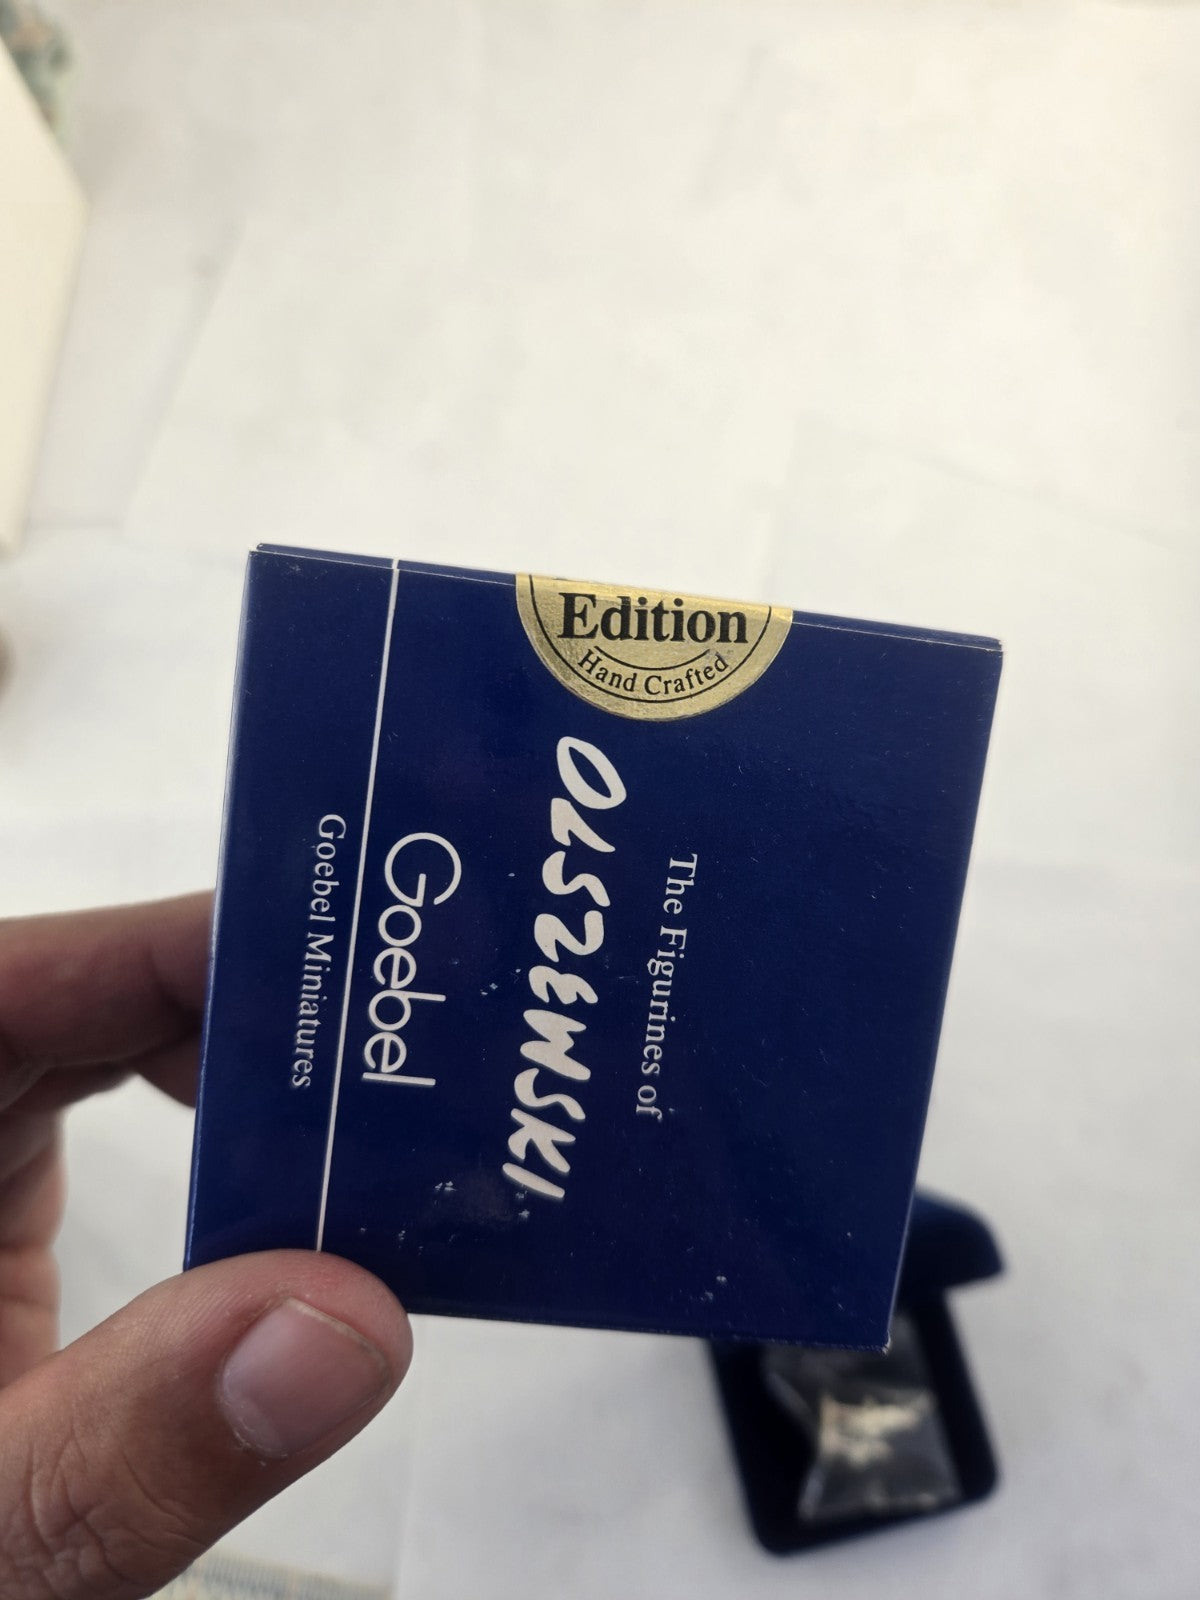 Edition
Hand Crafted
The Figurines of
OLSZEWSKI
Goebel
Goebel Miniatures